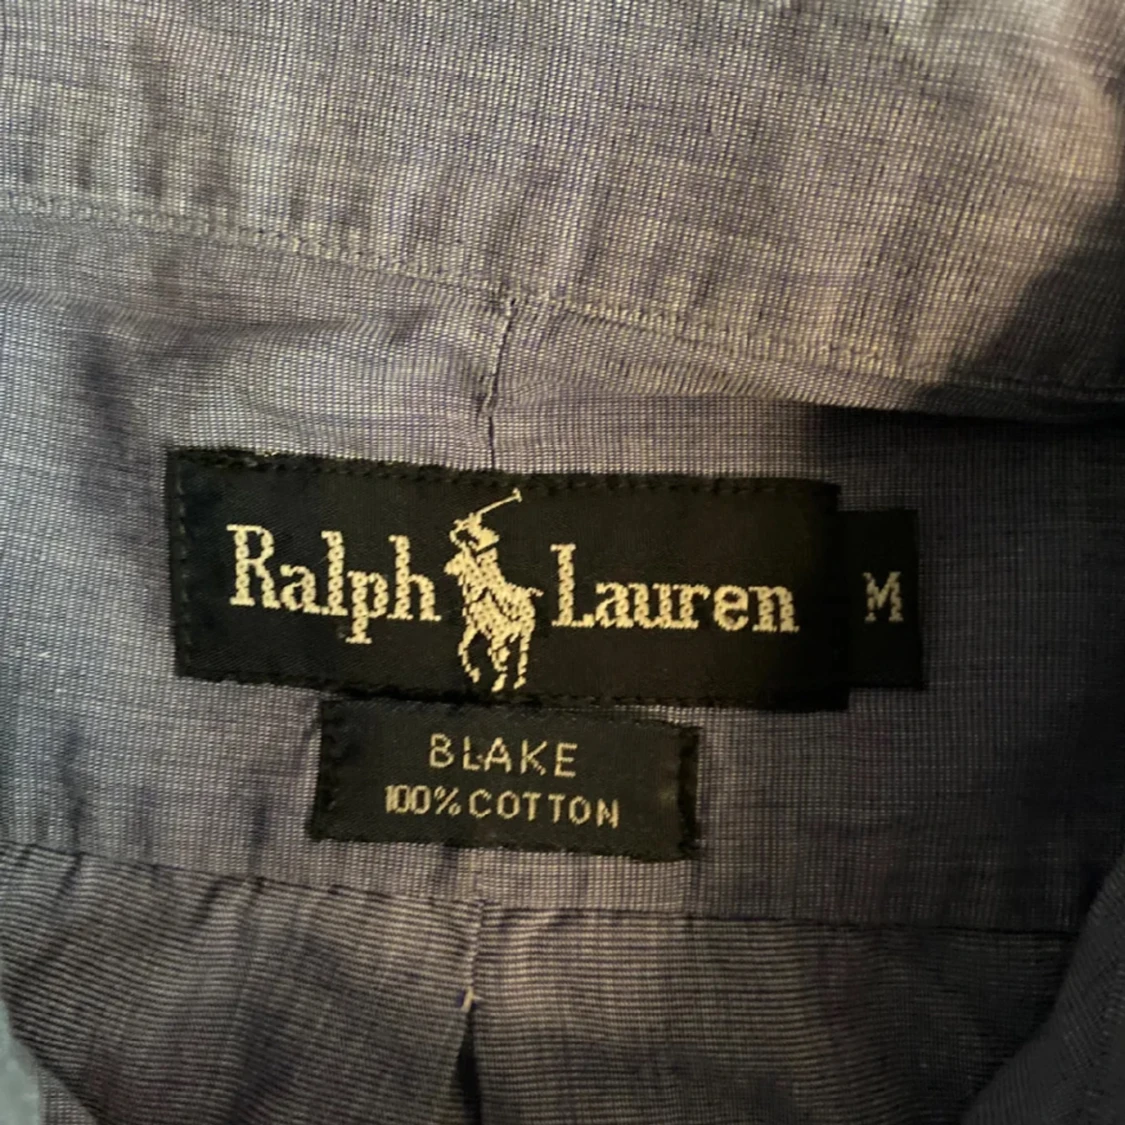 Ralph Lauren M
BLAKE
100% COTTON